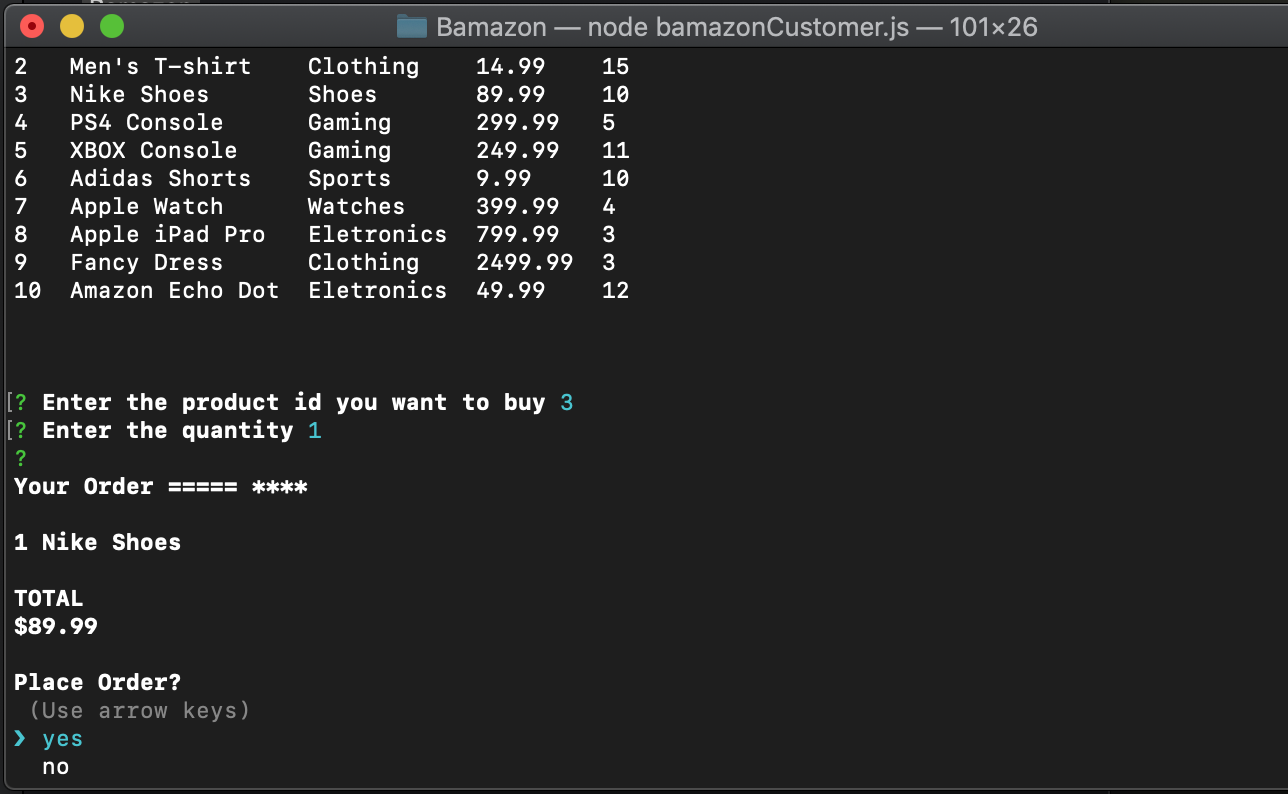 Bamazon — node bamazonCustomer.js — 101×26
2 Men's T-shirt Clothing 14.99 15
3 Nike Shoes Shoes 89.99 10
4 PS4 Console Gaming 299.99 5
5 XBOX Console Gaming 249.99 11
6 Adidas Shorts Sports 9.99 10
7 Apple Watch Watches 399.99 4
8 Apple iPad Pro Eletronics 799.99 3
9 Fancy Dress Clothing 2499.99 3
10 Amazon Echo Dot Eletronics 49.99 12
[? Enter the product id you want to buy 3
[? Enter the quantity 1
?
Your Order ===== ****
1 Nike Shoes
TOTAL
$89.99
Place Order?
(Use arrow keys)
❯ yes
no